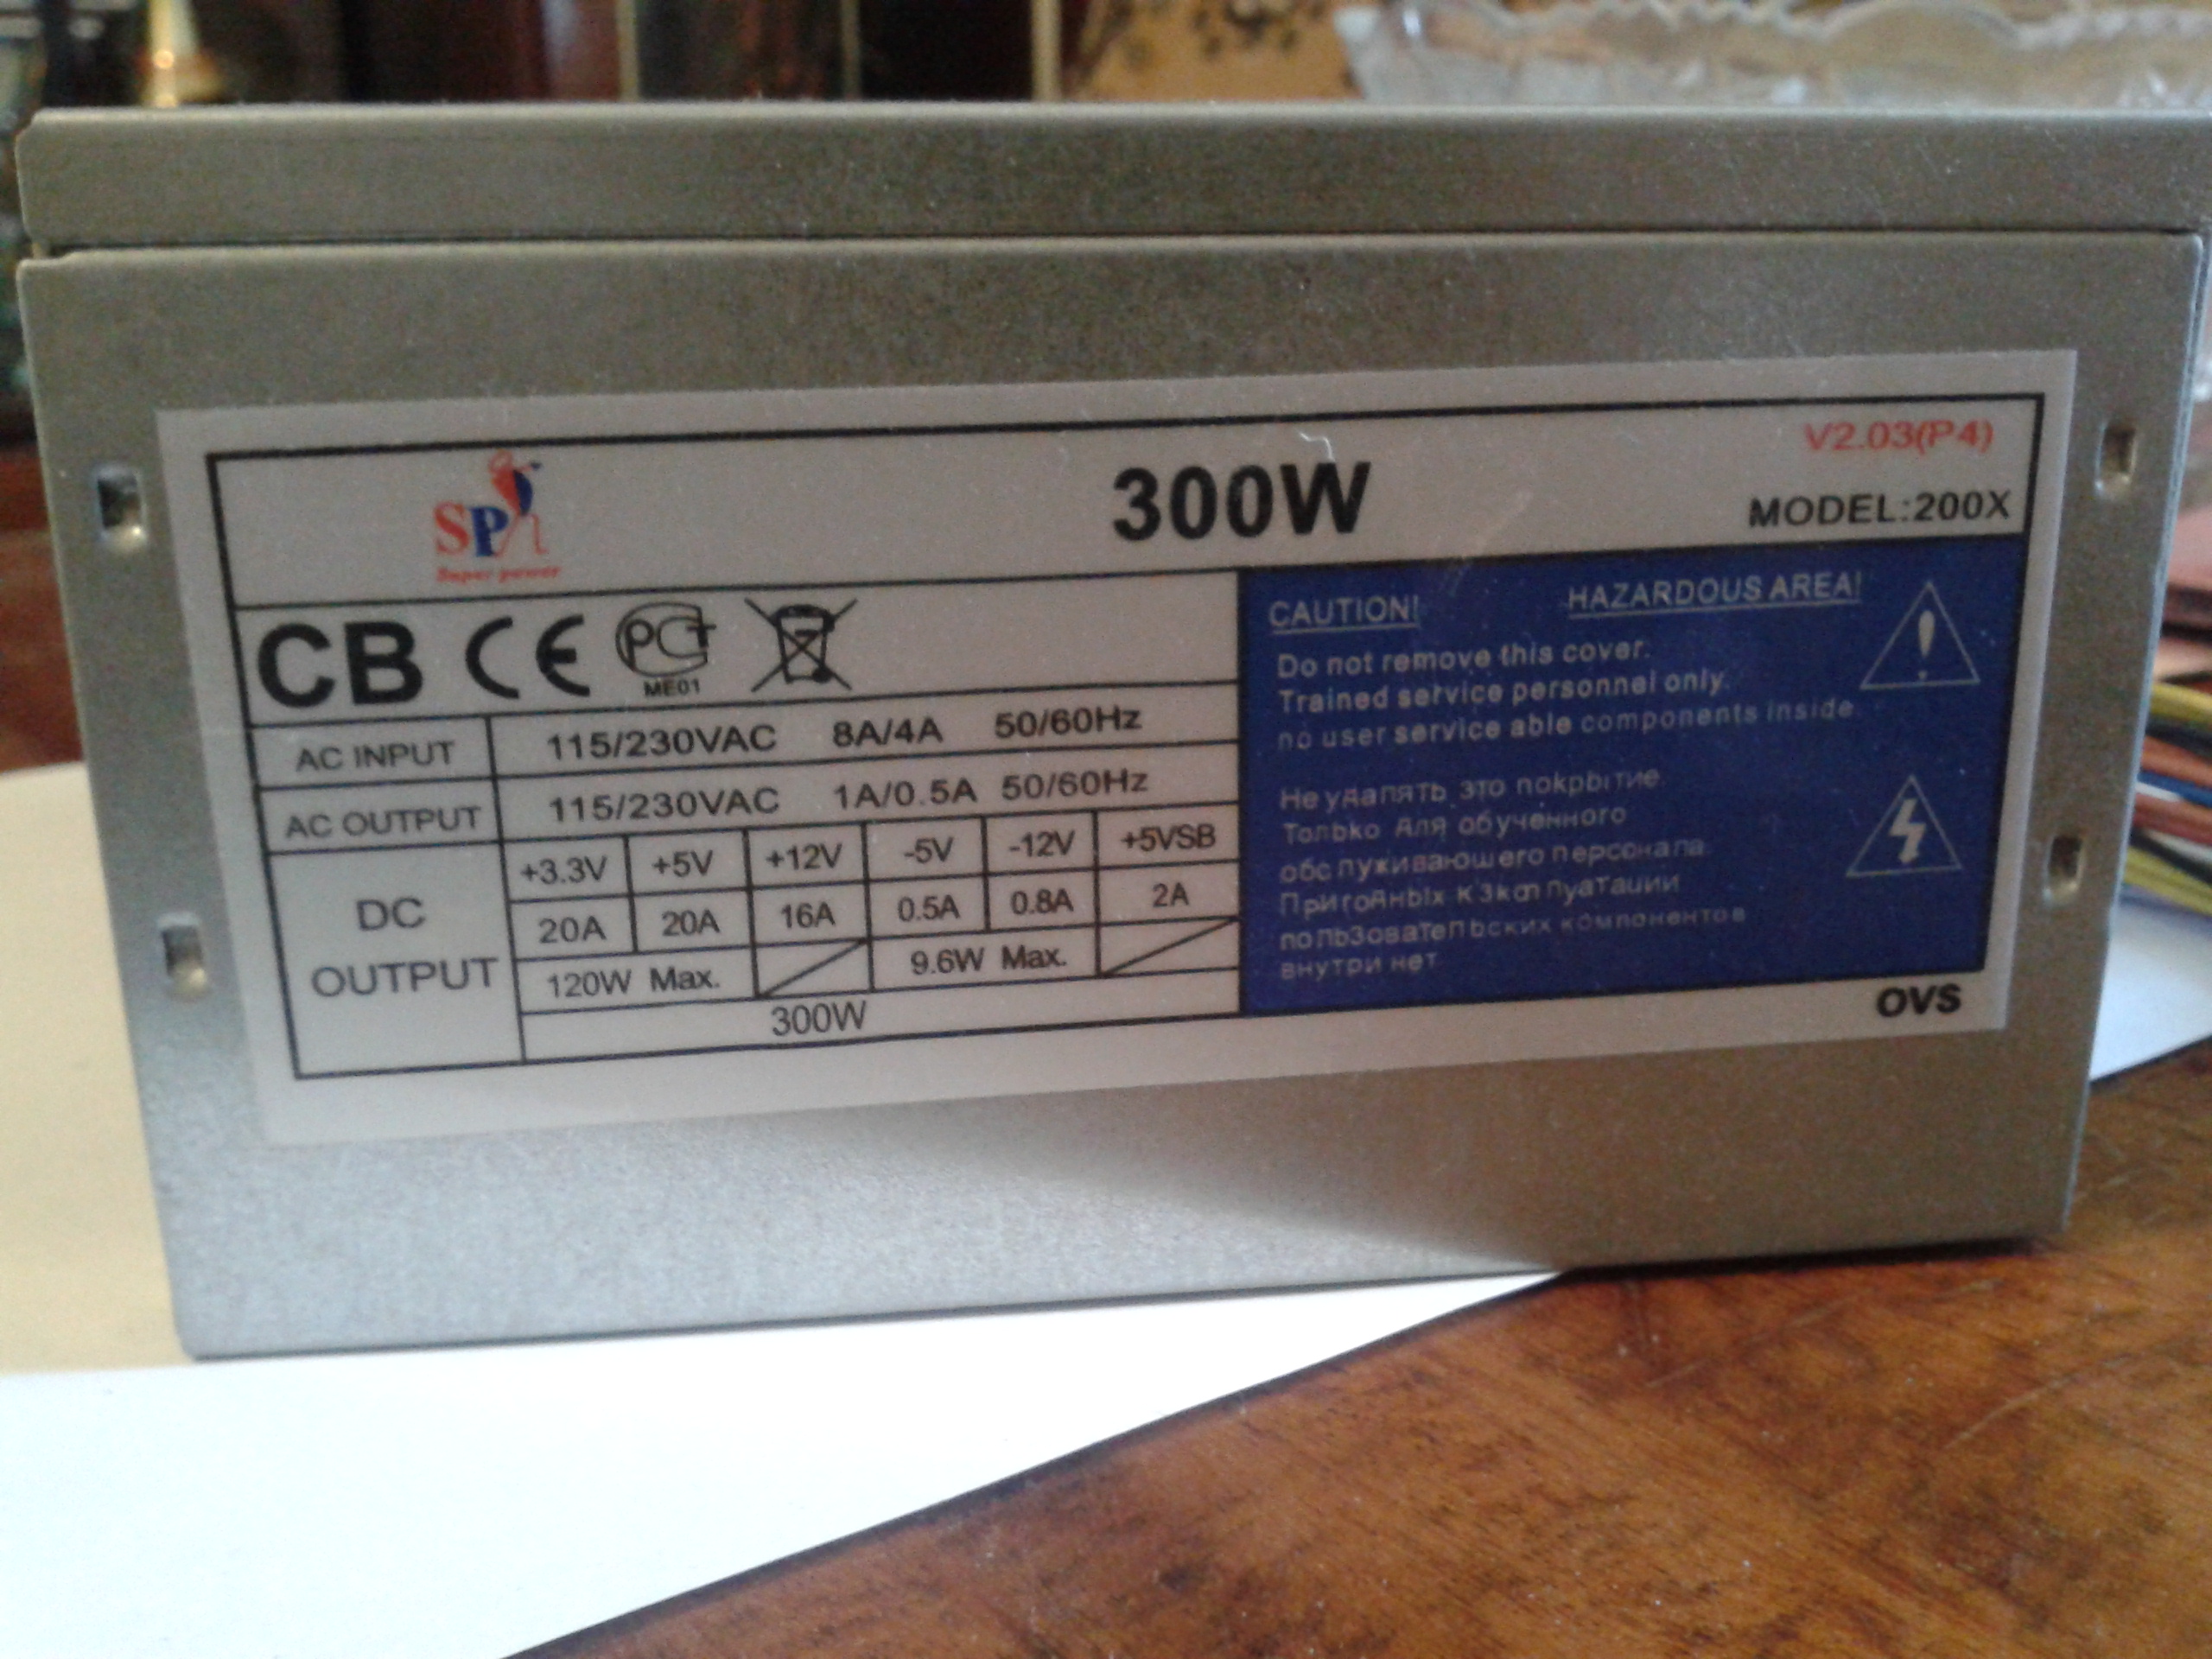 SP
Super power
300W
V2.03(P4)
MODEL:200X
CB CE PCT
ME01
AC INPUT 115/230VAC 8A/4A 50/60Hz
AC OUTPUT 115/230VAC 1A/0.5A 50/60Hz
DC OUTPUT
+3.3V +5V +12V -5V -12V +5VSB
20A 20A 16A 0.5A 0.8A 2A
120W Max. 9.6W Max.
300W
CAUTION! HAZARDOUS AREA!
Do not remove this cover.
Trained service personnel only.
no user service able components inside.
Не удалять это покрытие.
Только для обученного
обслуживаюшего персонала.
Пригодных к зксплуатации
пользовательских компонентов
внутри нет
OVS